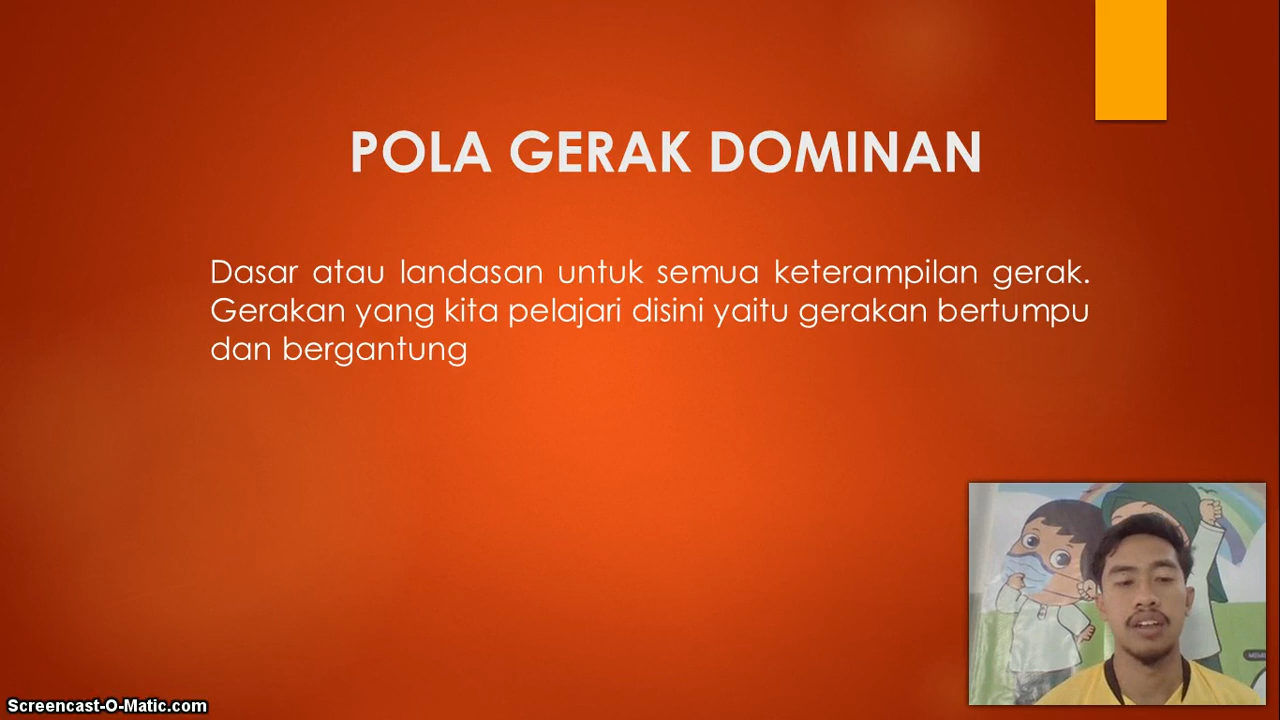 POLA GERAK DOMINAN
Dasar atau landasan untuk semua keterampilan gerak.
Gerakan yang kita pelajari disini yaitu gerakan bertumpu
dan bergantung
Screencast-O-Matic.com